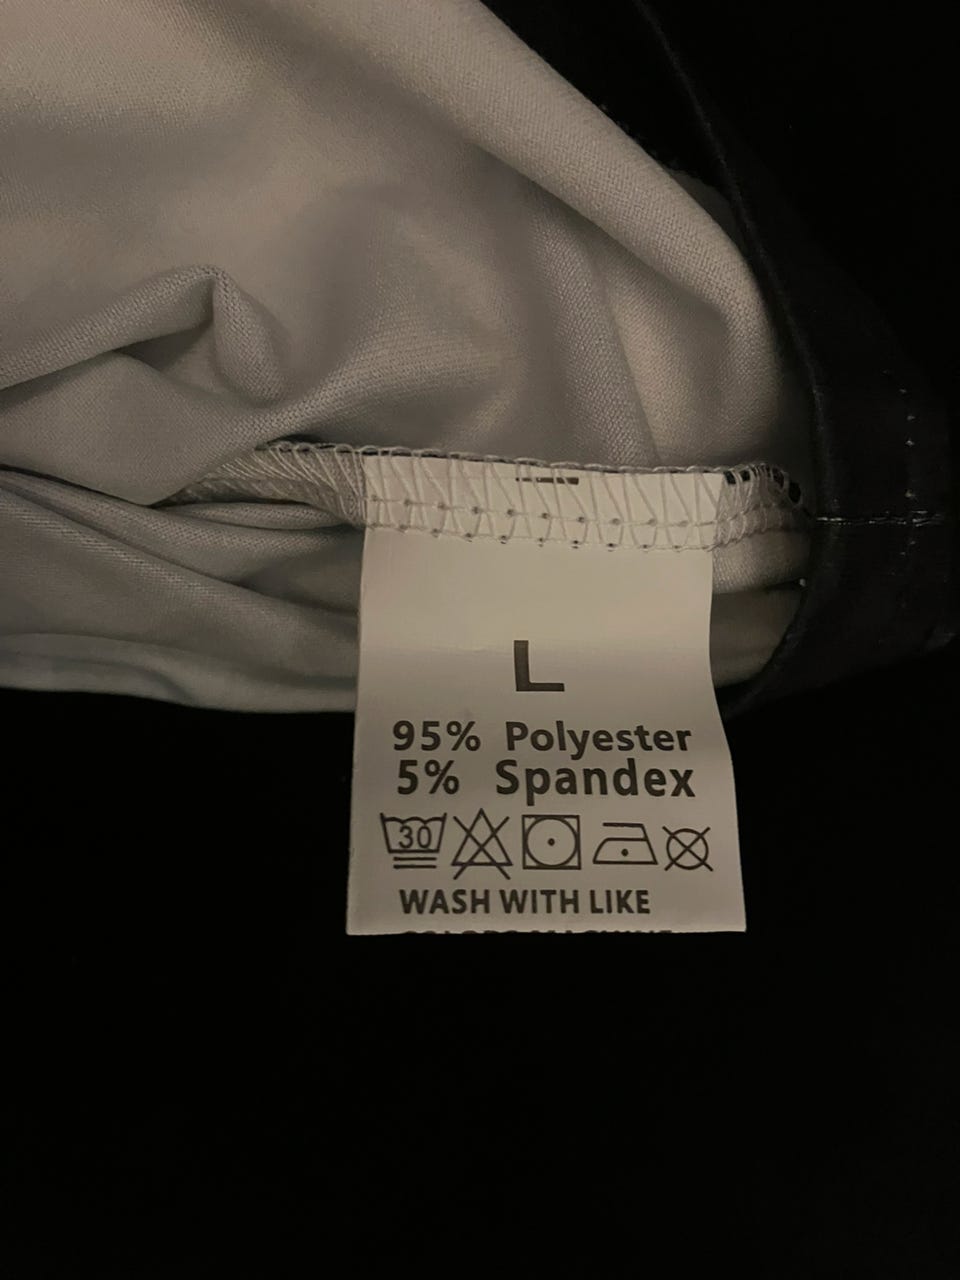 L
95% Polyester
5% Spandex
30
WASH WITH LIKE